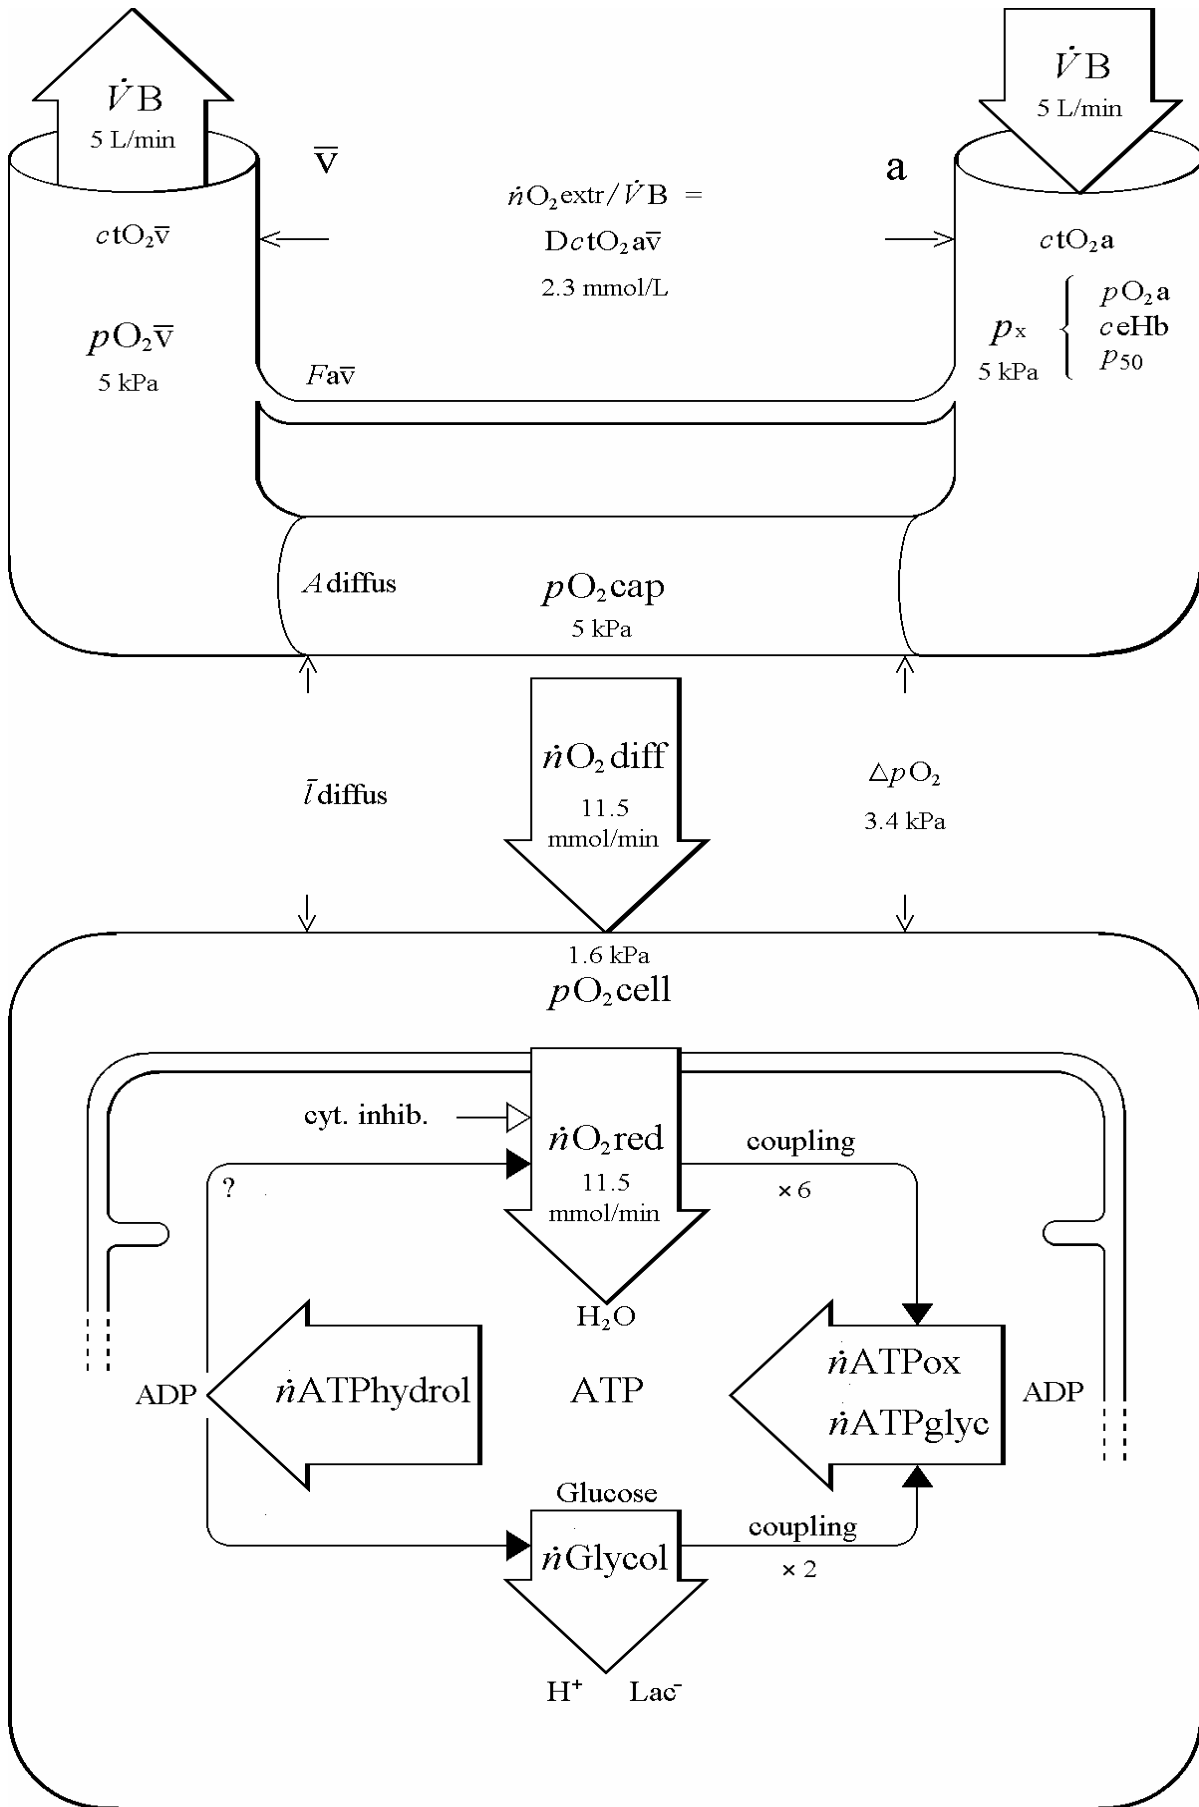 V̇B
5 L/min
V̇B
5 L/min
v̅
a
ṅO₂extr/V̇B =
DctO₂av̅
2.3 mmol/L
ctO₂v̅
pO₂v̅
5 kPa
ctO₂a
pₓ
5 kPa
pO₂a
ceHb
p₅₀
Fav̅
A diffus
pO₂cap
5 kPa
l̅ diffus
ṅO₂diff
11.5
mmol/min
△pO₂
3.4 kPa
1.6 kPa
pO₂cell
cyt. inhib.
?
ṅO₂red
11.5
mmol/min
coupling
× 6
H₂O
ADP
ṅATPhydrol
ATP
ṅATPox
ṅATPglyc
ADP
Glucose
ṅGlycol
coupling
× 2
H⁺ Lac⁻